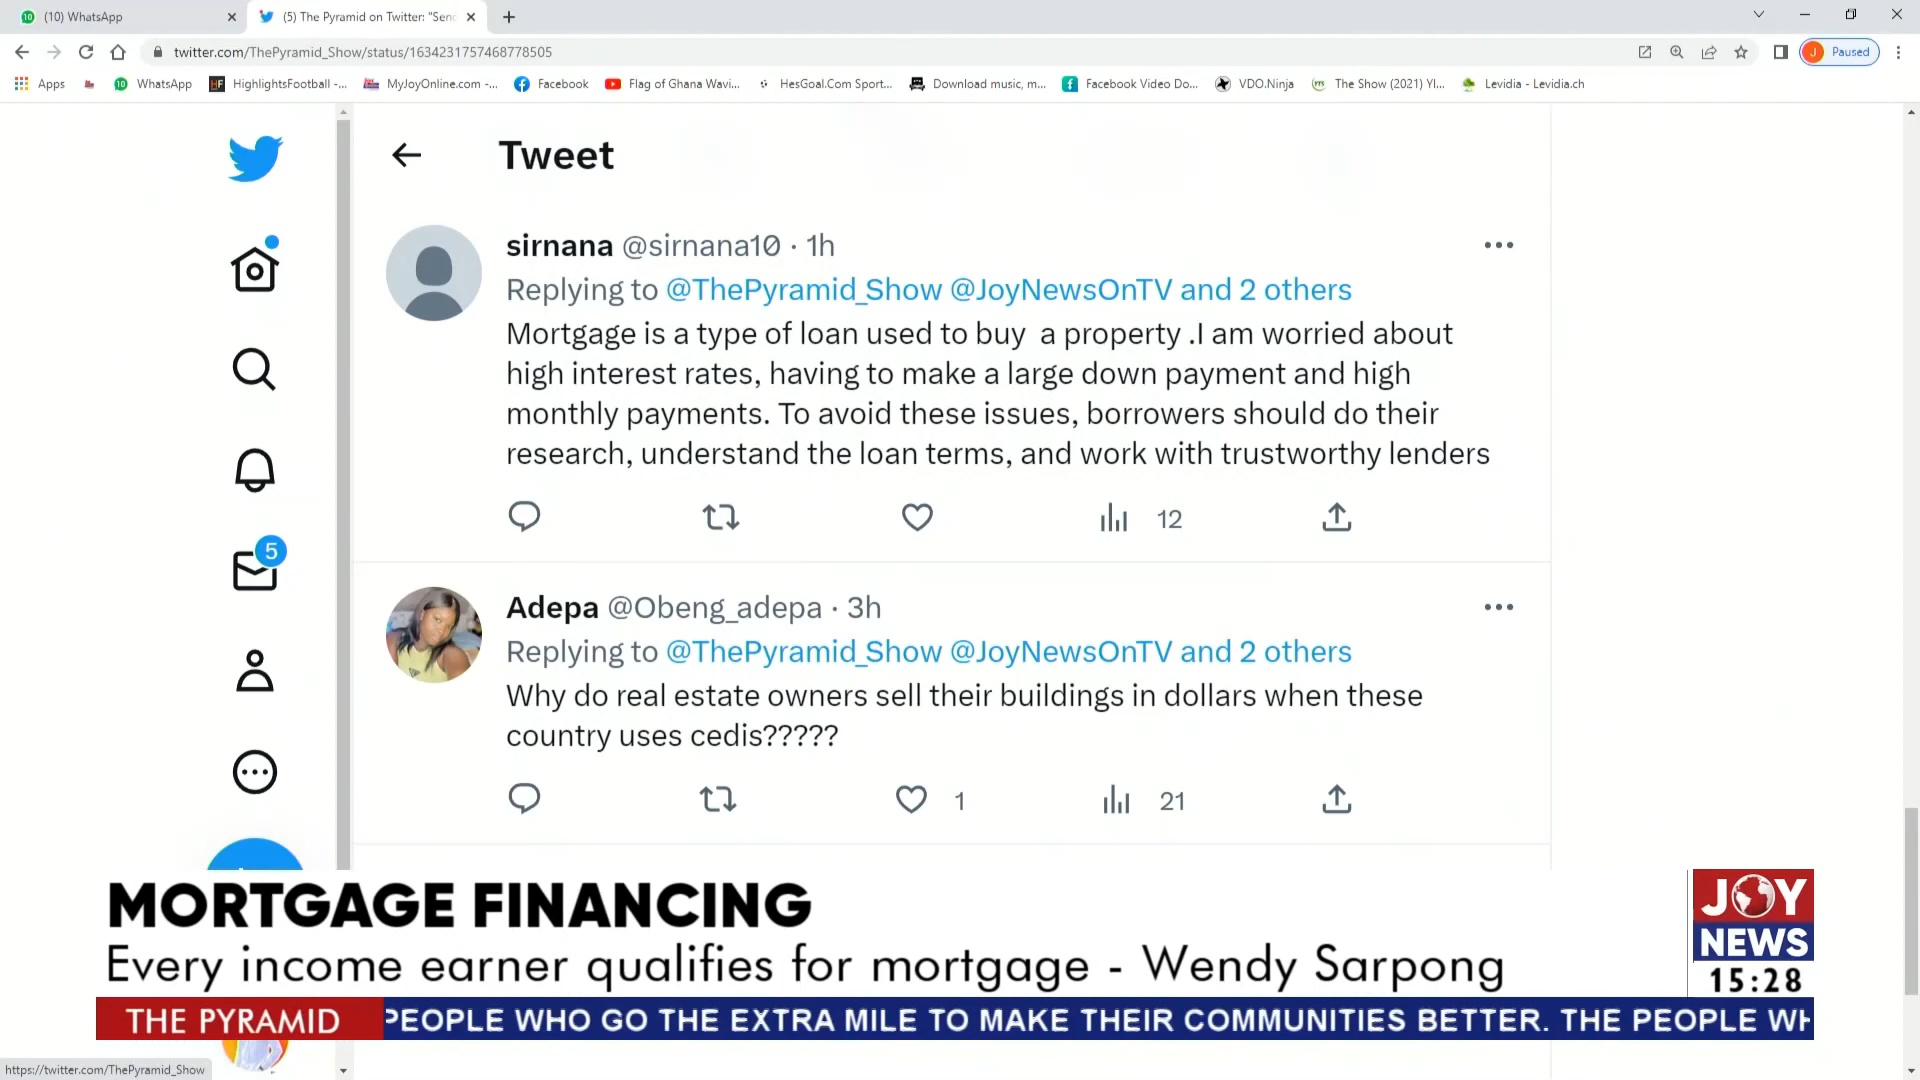 (10) WhatsApp
(5) The Pyramid on Twitter: "Senc
twitter.com/ThePyramid_Show/status/1634231757468778505
Paused
Apps
WhatsApp
HighlightsFootball -...
MyJoyOnline.com -...
Facebook
Flag of Ghana Wavi...
HesGoal.Com Sport...
Download music, m...
Facebook Video Do...
VDO.Ninja
The Show (2021) YI...
Levidia - Levidia.ch
Tweet
sirnana @sirnana10 · 1h
Replying to @ThePyramid_Show @JoyNewsOnTV and 2 others
Mortgage is a type of loan used to buy  a property .I am worried about
high interest rates, having to make a large down payment and high
monthly payments. To avoid these issues, borrowers should do their
research, understand the loan terms, and work with trustworthy lenders
12
5
Adepa @Obeng_adepa · 3h
Replying to @ThePyramid_Show @JoyNewsOnTV and 2 others
Why do real estate owners sell their buildings in dollars when these
country uses cedis?????
1
21
MORTGAGE FINANCING
Every income earner qualifies for mortgage - Wendy Sarpong
JOY
NEWS
15:28
THE PYRAMID
PEOPLE WHO GO THE EXTRA MILE TO MAKE THEIR COMMUNITIES BETTER. THE PEOPLE WH
https://twitter.com/ThePyramid_Show